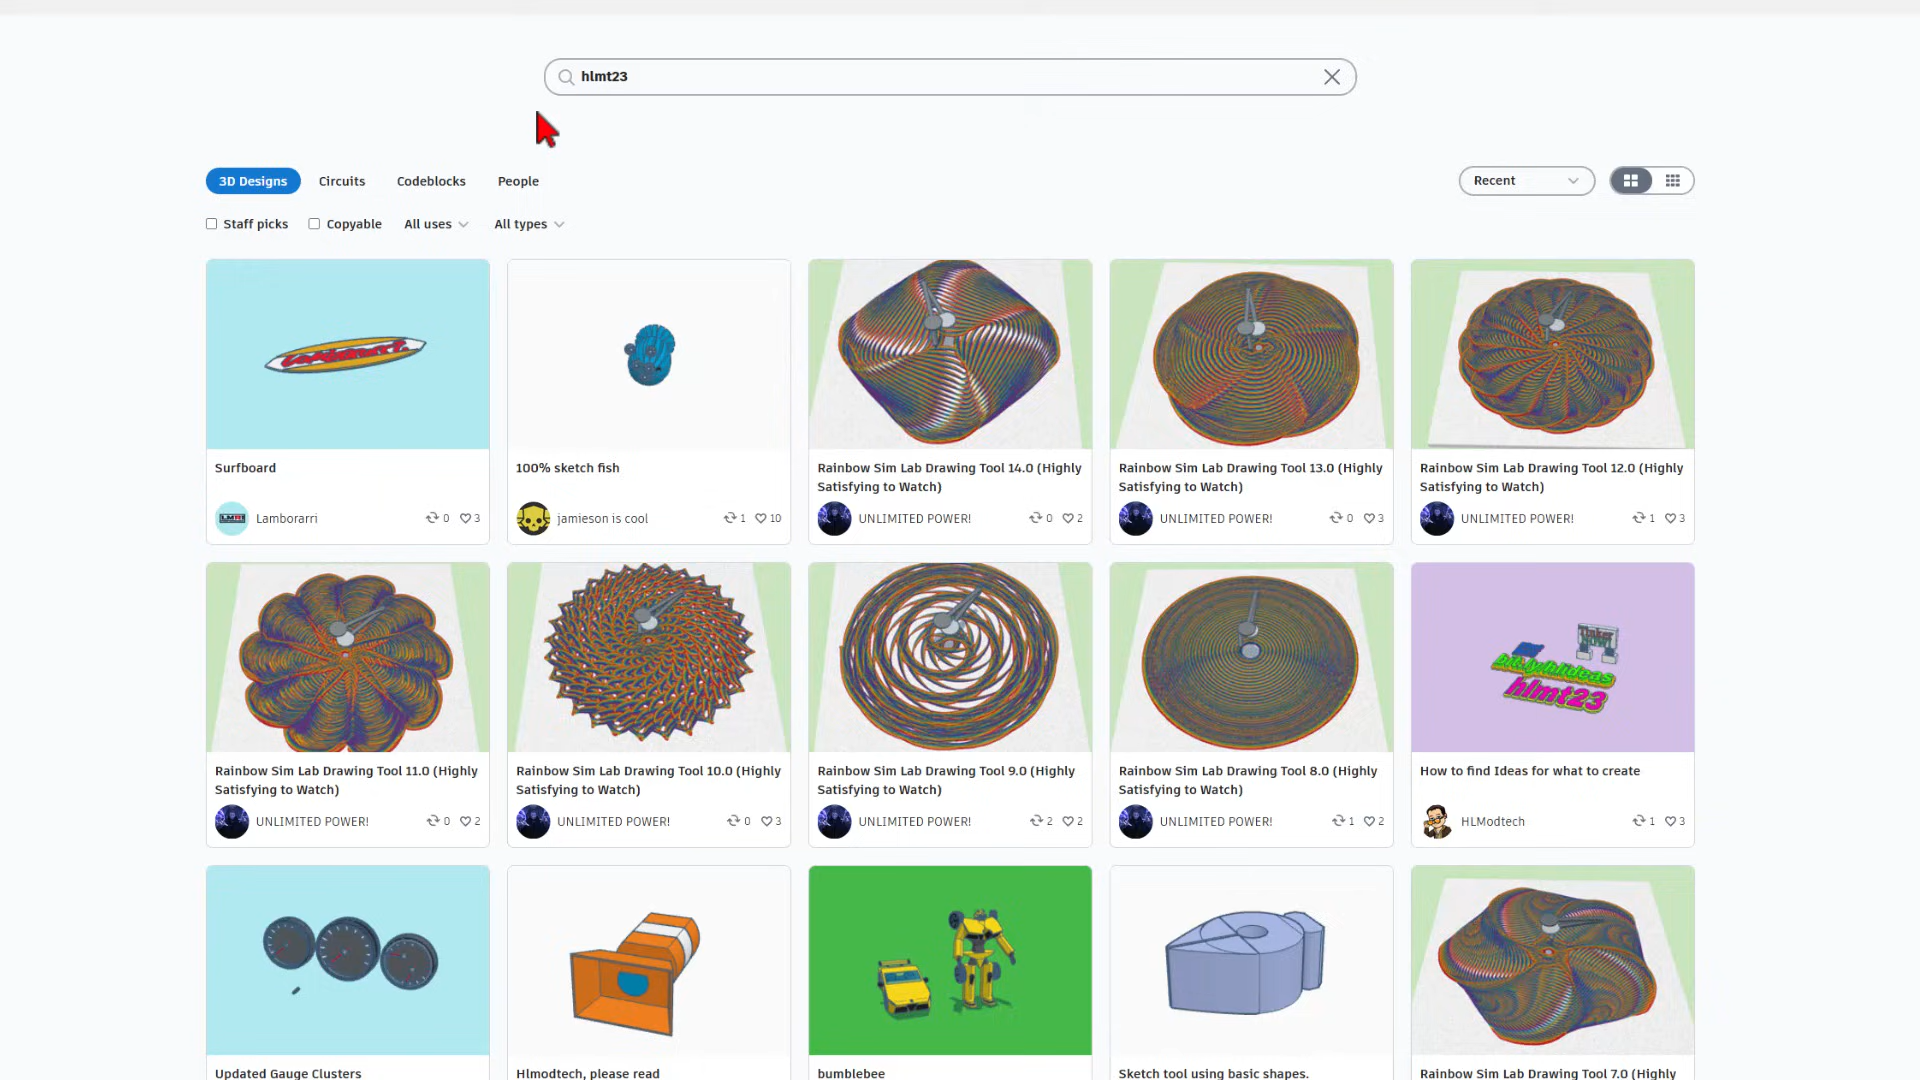 hlmt23
3D Designs
Circuits
Codeblocks
People
Recent
Staff picks
Copyable
All uses
All types
Surfboard
Lamborarri
0
3
100% sketch fish
jamieson is cool
1
10
Rainbow Sim Lab Drawing Tool 14.0 (Highly
Satisfying to Watch)
UNLIMITED POWER!
0
2
Rainbow Sim Lab Drawing Tool 13.0 (Highly
Satisfying to Watch)
UNLIMITED POWER!
0
3
Rainbow Sim Lab Drawing Tool 12.0 (Highly
Satisfying to Watch)
UNLIMITED POWER!
1
3
Rainbow Sim Lab Drawing Tool 11.0 (Highly
Satisfying to Watch)
UNLIMITED POWER!
0
2
Rainbow Sim Lab Drawing Tool 10.0 (Highly
Satisfying to Watch)
UNLIMITED POWER!
0
3
Rainbow Sim Lab Drawing Tool 9.0 (Highly
Satisfying to Watch)
UNLIMITED POWER!
2
2
Rainbow Sim Lab Drawing Tool 8.0 (Highly
Satisfying to Watch)
UNLIMITED POWER!
1
2
bit.ly/hlideas
hlmt23
How to find Ideas for what to create
HLModtech
1
3
Updated Gauge Clusters
Hlmodtech, please read
bumblebee
Sketch tool using basic shapes.
Rainbow Sim Lab Drawing Tool 7.0 (Highly